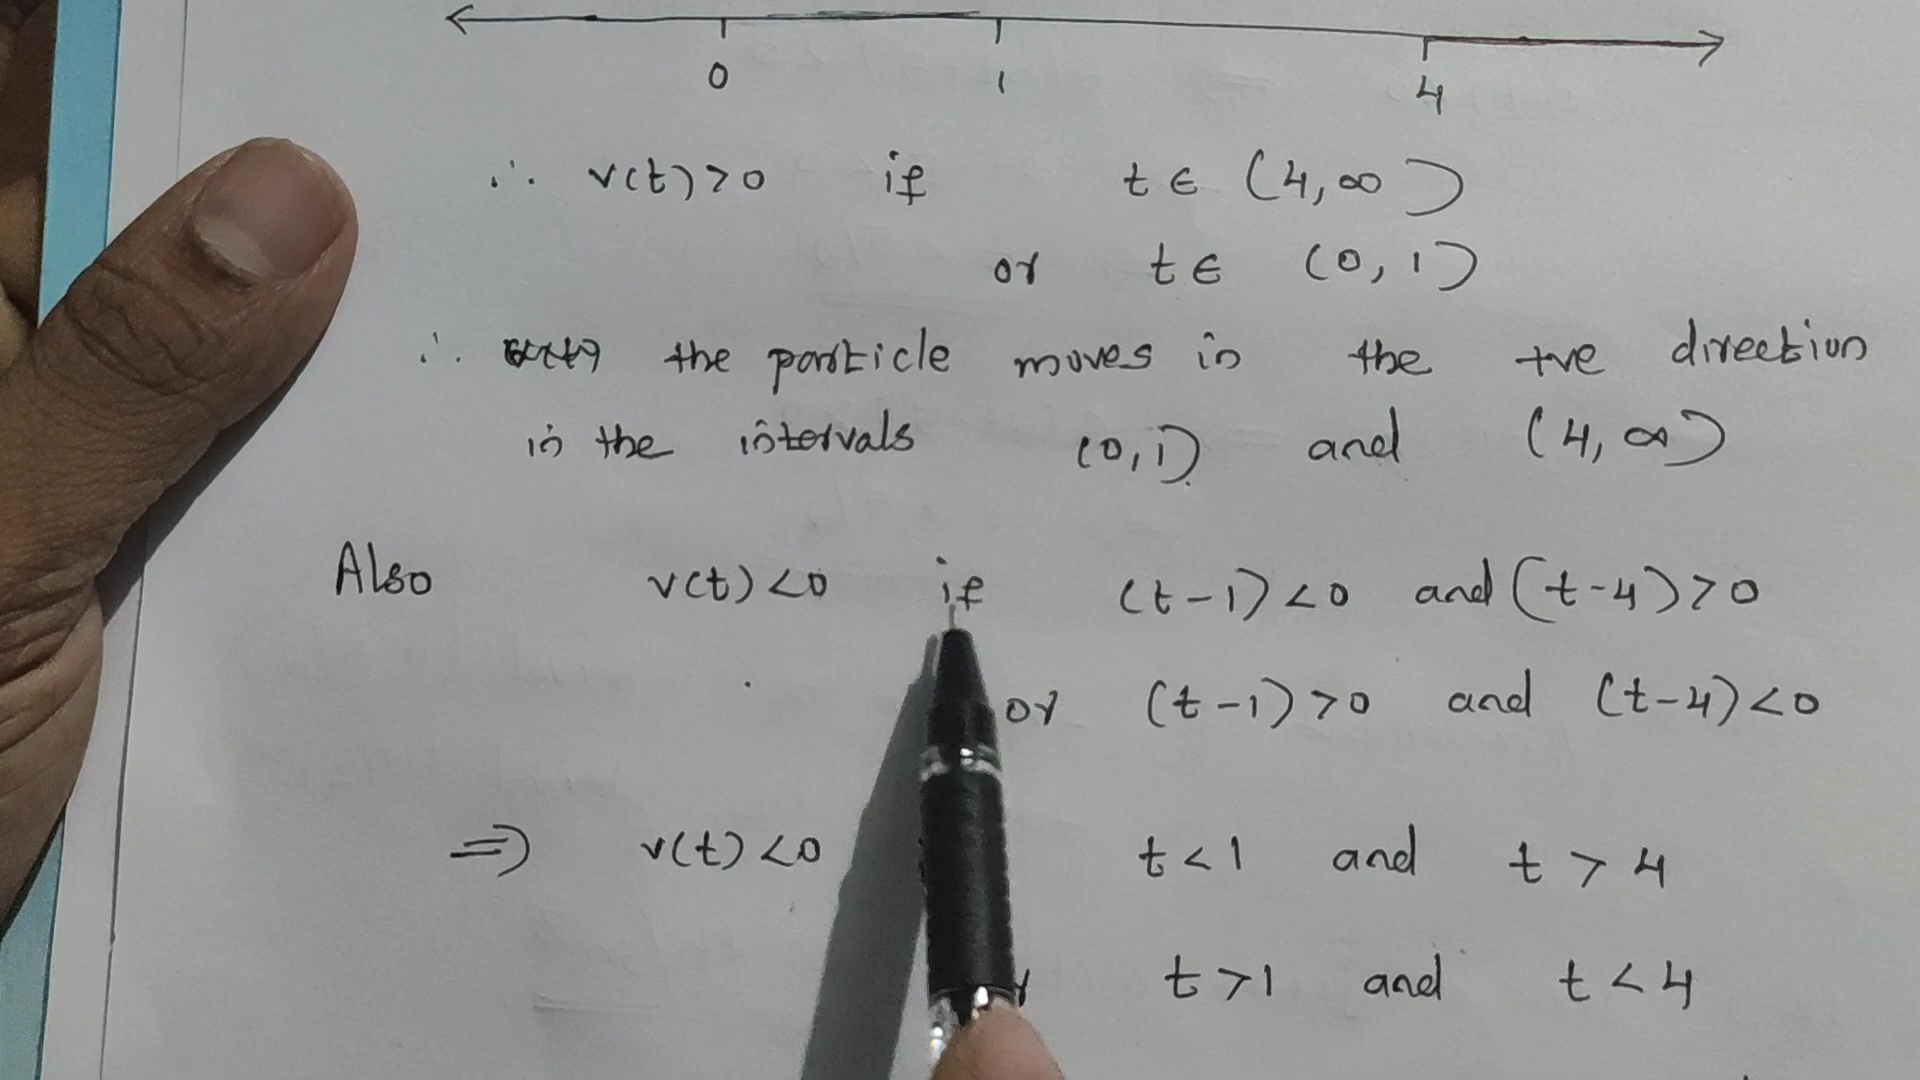 0 1 4
∴ v(t)>0 if t∈ (4,∞)
or t∈ (0,1)
∴ the particle moves in the +ve direction
in the intervals (0,1) and (4,∞)
Also v(t)<0 if (t-1)<0 and (t-4)>0
or (t-1)>0 and (t-4)<0
⇒ v(t)<0 t<1 and t>4
t>1 and t<4